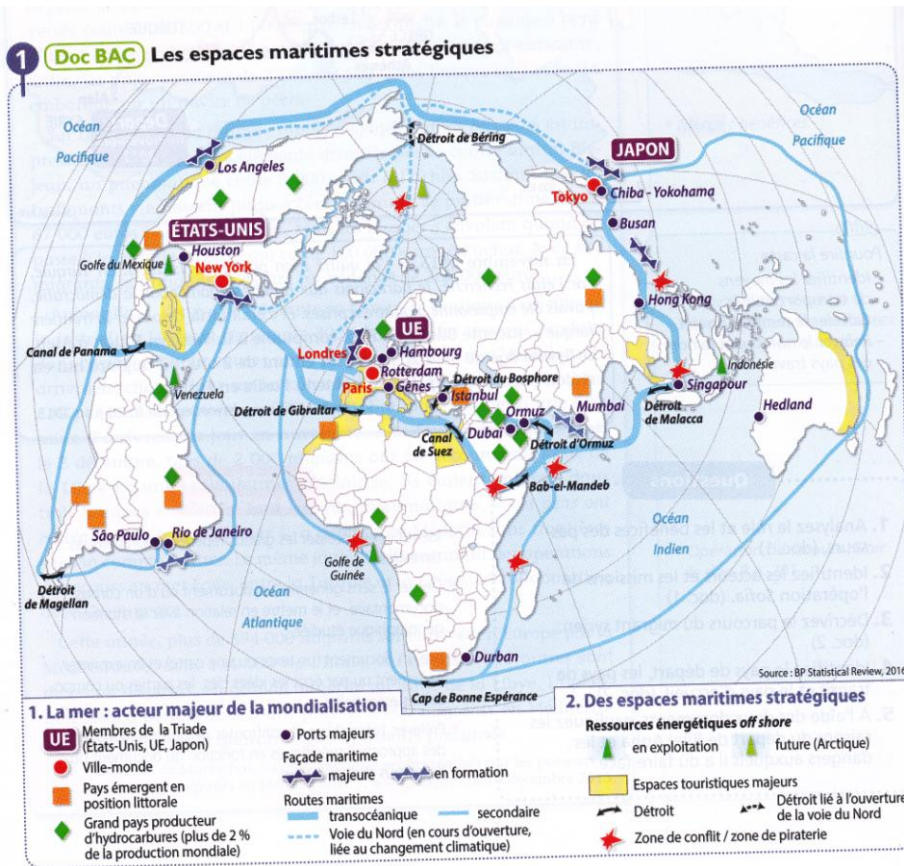 1 Doc BAC Les espaces maritimes stratégiques
Océan
Pacifique
Los Angeles
Détroit de Béring
JAPON
Océan
Pacifique
Tokyo
Chiba - Yokohama
Busan
ÉTATS-UNIS
Houston
Golfe du Mexique
New York
Hong Kong
UE
Canal de Panama
Londres
Hambourg
Rotterdam
Paris
Gênes
Détroit du Bosphore
Istanbul
Indonésie
Singapour
Venezuela
Détroit de Gibraltar
Ormuz
Mumbai
Détroit
de Malacca
Hedland
Canal
de Suez
Dubaï
Détroit d'Ormuz
Bab-el-Mandeb
São Paulo
Rio de Janeiro
Golfe de
Guinée
Océan
Indien
Détroit
de Magellan
Océan
Atlantique
Durban
Cap de Bonne Espérance
Source : BP Statistical Review, 2016
1. La mer : acteur majeur de la mondialisation
UE Membres de la Triade
(États-Unis, UE, Japon)
Ville-monde
Pays émergent en
position littorale
Grand pays producteur
d'hydrocarbures (plus de 2 %
de la production mondiale)
Ports majeurs
Façade maritime
majeure en formation
Routes maritimes
transocéanique secondaire
Voie du Nord (en cours d'ouverture,
liée au changement climatique)
2. Des espaces maritimes stratégiques
Ressources énergétiques off shore
en exploitation future (Arctique)
Espaces touristiques majeurs
Détroit Détroit lié à l'ouverture
de la voie du Nord
Zone de conflit / zone de piraterie